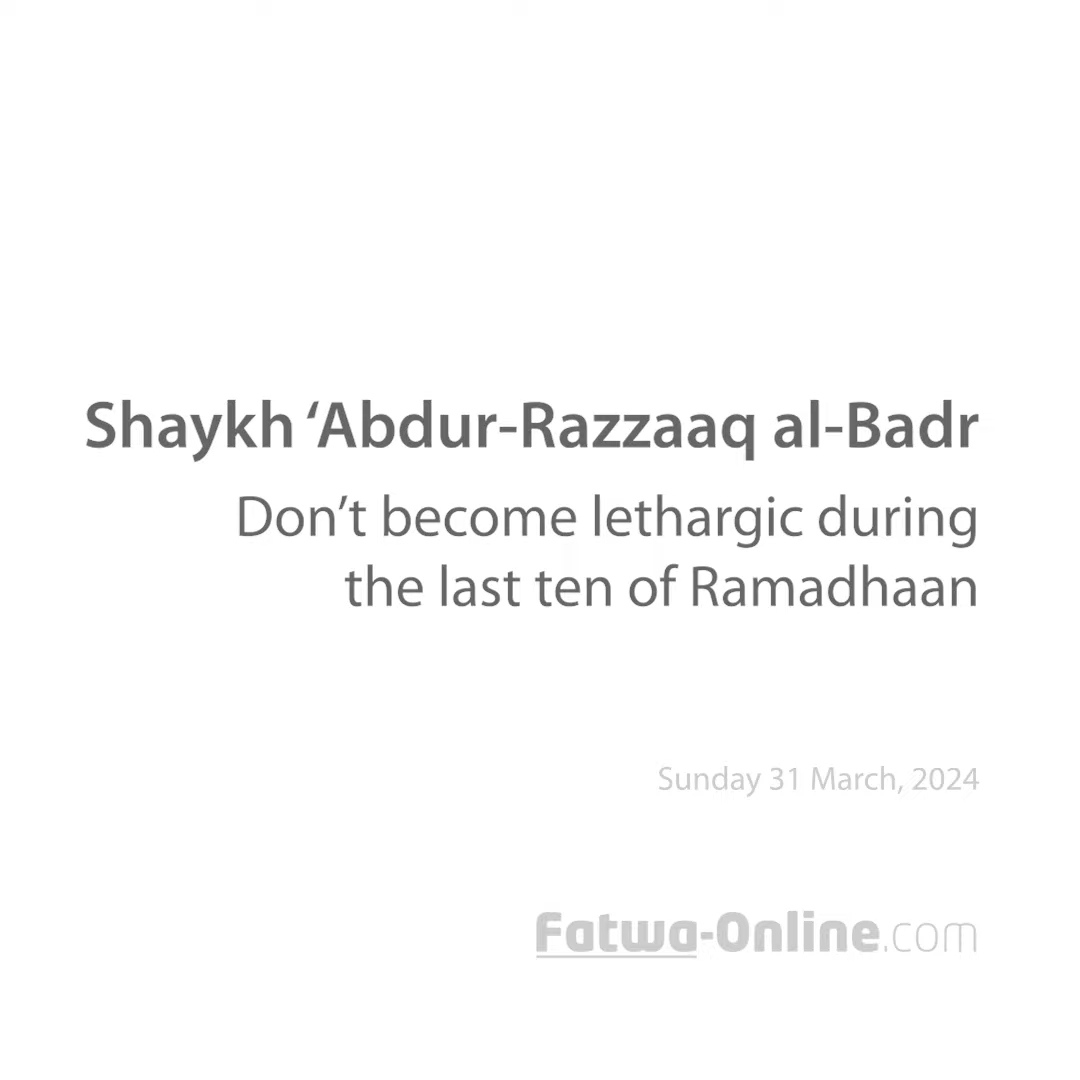 Shaykh ‘Abdur-Razzaaq al-Badr
Don’t become lethargic during
the last ten of Ramadhaan
Sunday 31 March, 2024
Fatwa-Online.com